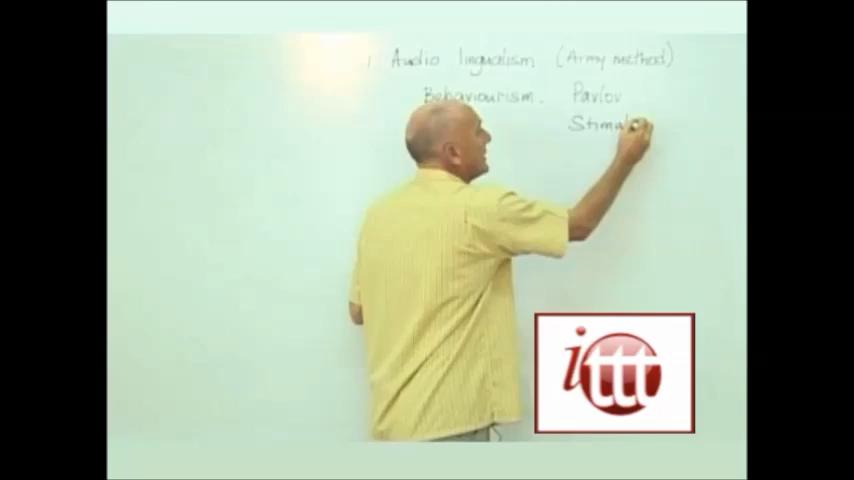 Audio lingualism (Army method)
Behaviourism. Pavlov
Stimul
ittt